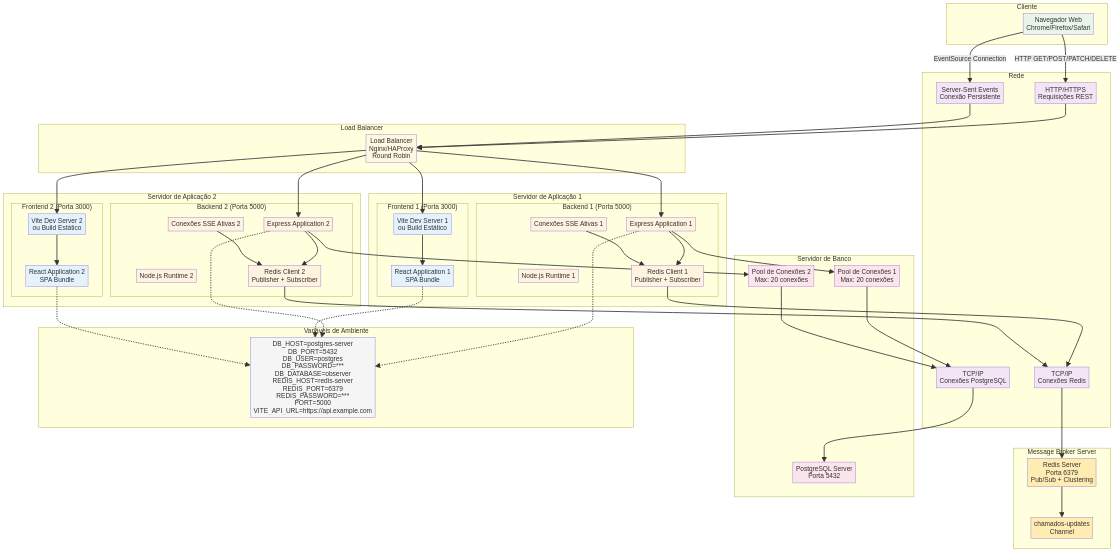 Cliente
Navegador Web
Chrome/Firefox/Safari
EventSource Connection
HTTP GET/POST/PATCH/DELETE
Rede
Server-Sent Events
Conexão Persistente
HTTP/HTTPS
Requisições REST
Load Balancer
Load Balancer
Nginx/HAProxy
Round Robin
Servidor de Aplicação 2
Frontend 2 (Porta 3000)
Vite Dev Server 2
ou Build Estático
React Application 2
SPA Bundle
Backend 2 (Porta 5000)
Conexões SSE Ativas 2
Express Application 2
Node.js Runtime 2
Redis Client 2
Publisher + Subscriber
Servidor de Aplicação 1
Frontend 1 (Porta 3000)
Vite Dev Server 1
ou Build Estático
React Application 1
SPA Bundle
Backend 1 (Porta 5000)
Conexões SSE Ativas 1
Express Application 1
Node.js Runtime 1
Redis Client 1
Publisher + Subscriber
Servidor de Banco
Pool de Conexões 2
Max: 20 conexões
Pool de Conexões 1
Max: 20 conexões
Variáveis de Ambiente
DB_HOST=postgres-server
DB_PORT=5432
DB_USER=postgres
DB_PASSWORD=***
DB_DATABASE=observer
REDIS_HOST=redis-server
REDIS_PORT=6379
REDIS_PASSWORD=***
PORT=5000
VITE_API_URL=https://api.example.com
TCP/IP
Conexões PostgreSQL
TCP/IP
Conexões Redis
PostgreSQL Server
Porta 5432
Message Broker Server
Redis Server
Porta 6379
Pub/Sub + Clustering
chamados-updates
Channel